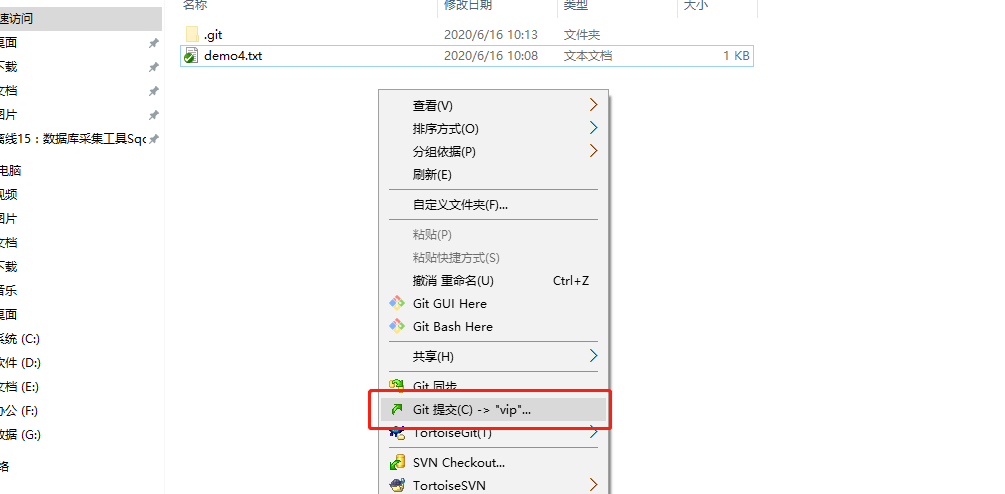 名称 修改日期 类型 大小
速访问
桌面
下载
文档
图片
离线15：数据库采集工具Sqo
电脑
视频
图片
文档
下载
音乐
桌面
系统 (C:)
软件 (D:)
文档 (E:)
办公 (F:)
数据 (G:)
络
.git 2020/6/16 10:13 文件夹
demo4.txt 2020/6/16 10:08 文本文档 1 KB
查看(V)
排序方式(O)
分组依据(P)
刷新(E)
自定义文件夹(F)...
粘贴(P)
粘贴快捷方式(S)
撤消 重命名(U) Ctrl+Z
Git GUI Here
Git Bash Here
共享(H)
Git 同步...
Git 提交(C) -> "vip"...
TortoiseGit(T)
SVN Checkout...
TortoiseSVN